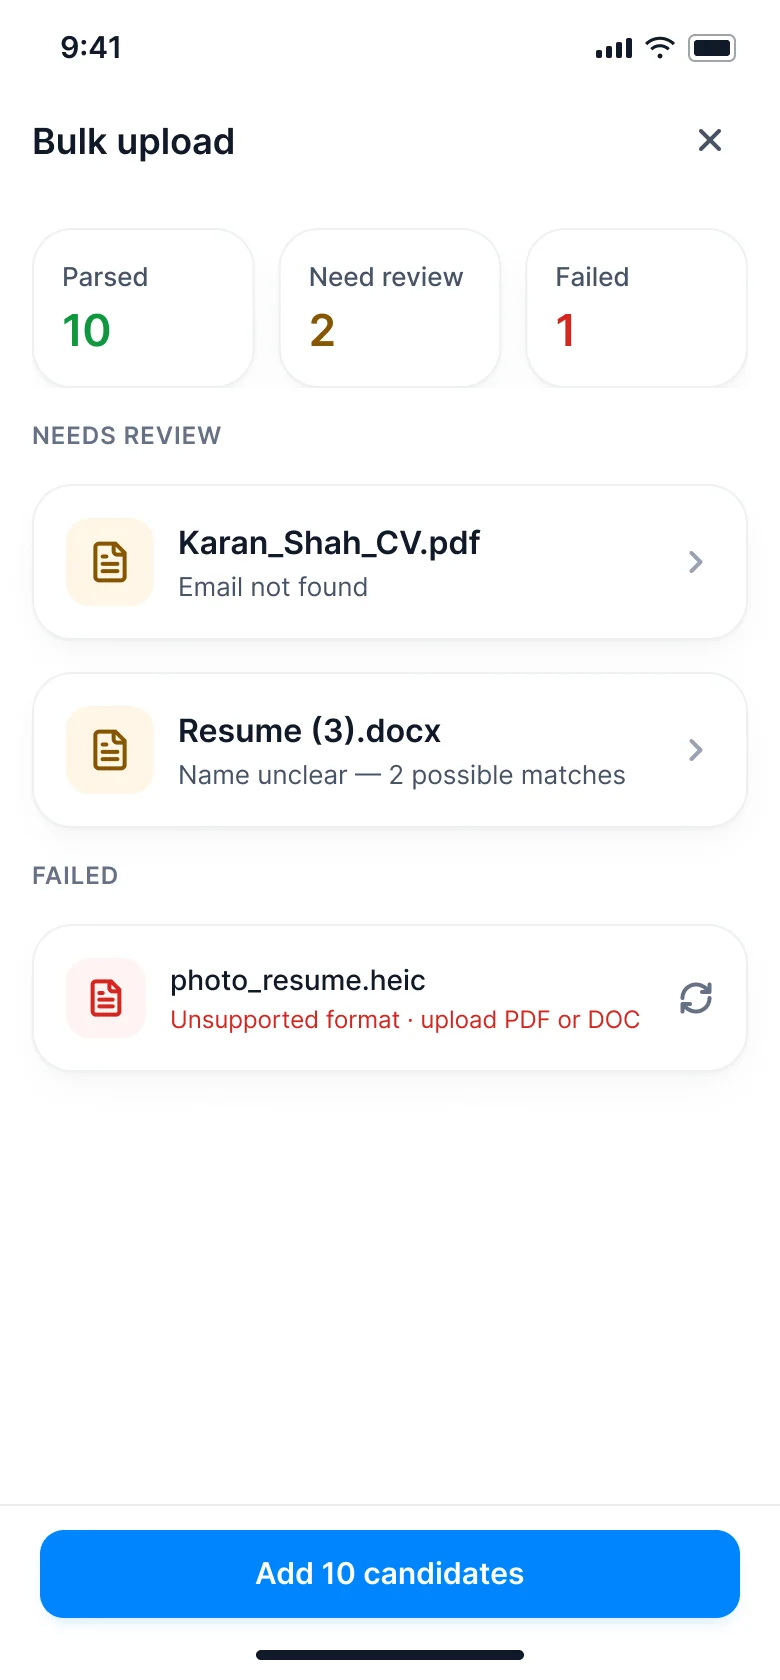 9:41
Bulk upload
Parsed
10
Need review
2
Failed
1
NEEDS REVIEW
Karan_Shah_CV.pdf
Email not found
Resume (3).docx
Name unclear — 2 possible matches
FAILED
photo_resume.heic
Unsupported format · upload PDF or DOC
Add 10 candidates